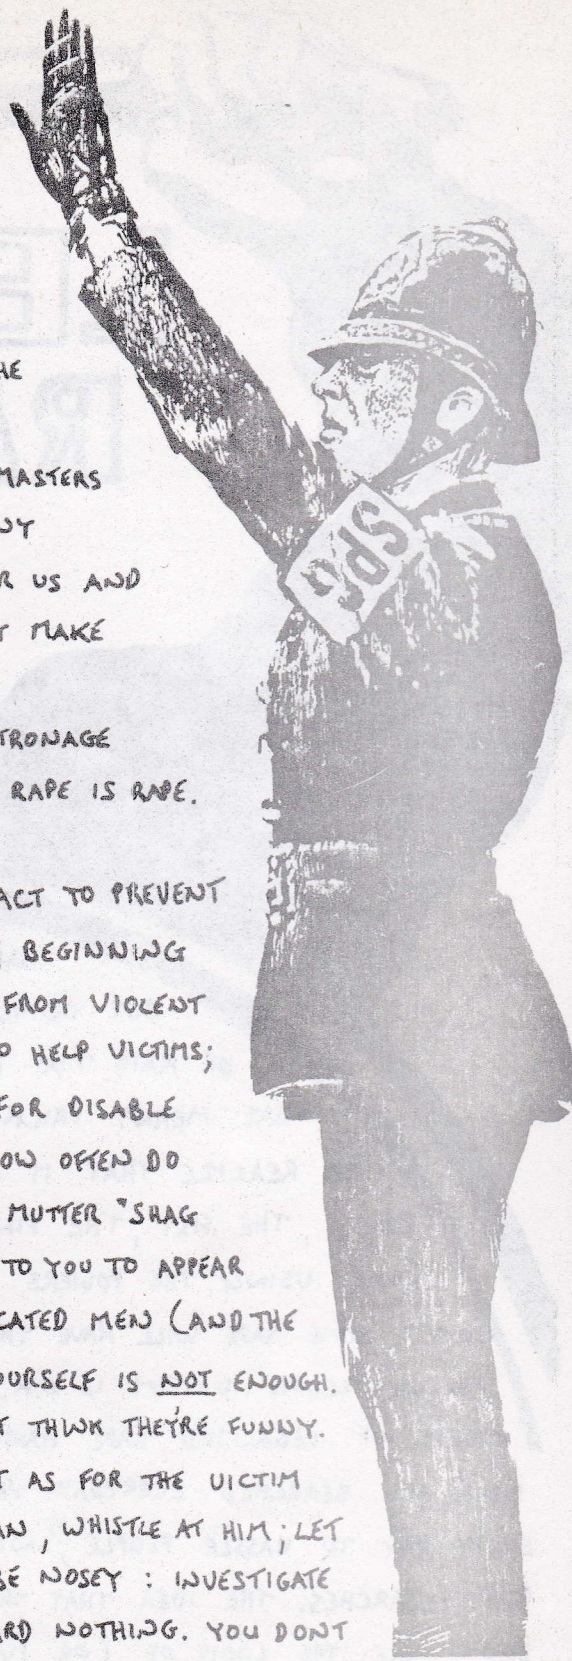 HE
MASTERS
NY
R US AND
T MAKE
TRONAGE
RAPE IS RAPE.
ACT TO PREVENT
BEGINNING
FROM VIOLENT
O HELP VICTIMS;
FOR DISABLE
OW OFTEN DO
MUTTER "SHAG
TO YOU TO APPEAR
CATED MEN (AND THE
OURSELF IS NOT ENOUGH.
T THINK THEY'RE FUNNY.
T AS FOR THE VICTIM
AN, WHISTLE AT HIM; LET
BE NOSEY: INVESTIGATE
RD NOTHING. YOU DONT
SPG